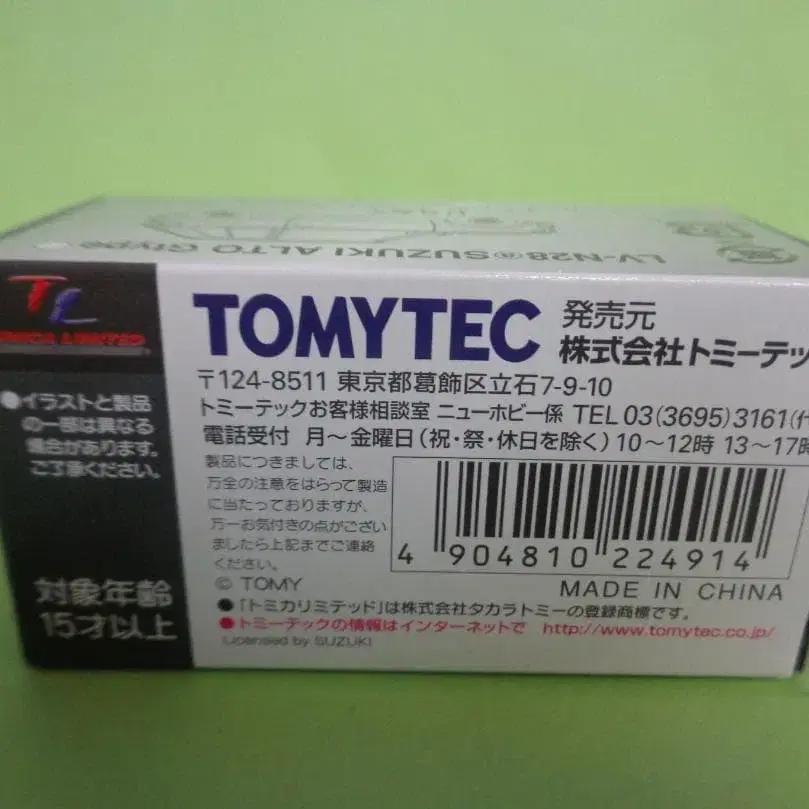 LV-N28ⓐSUZUKI ALTO Ctype
TL
TOMICA LIMITED
●イラストと製品
の一部は異なる
場合があります。
ご了承ください。
対象年齢
15才以上
TOMYTEC 発売元
株式会社トミーテッ
〒124-8511 東京都葛飾区立石7-9-10
トミーテックお客様相談室 ニューホビー係 TEL 03(3695)3161
電話受付 月～金曜日(祝・祭・休日を除く) 10～12時 13～17時
製品につきましては、
万全の注意をはらって製造
に当たっておりますが、
万一お気付きの点がござい
ましたら上記までご連絡
ください。
4 904810 224914
© TOMY
MADE IN CHINA
●「トミカリミテッド」は株式会社タカラトミーの登録商標です。
●トミーテックの情報はインターネットで http://www.tomytec.co.jp/
Licensed by SUZUKI